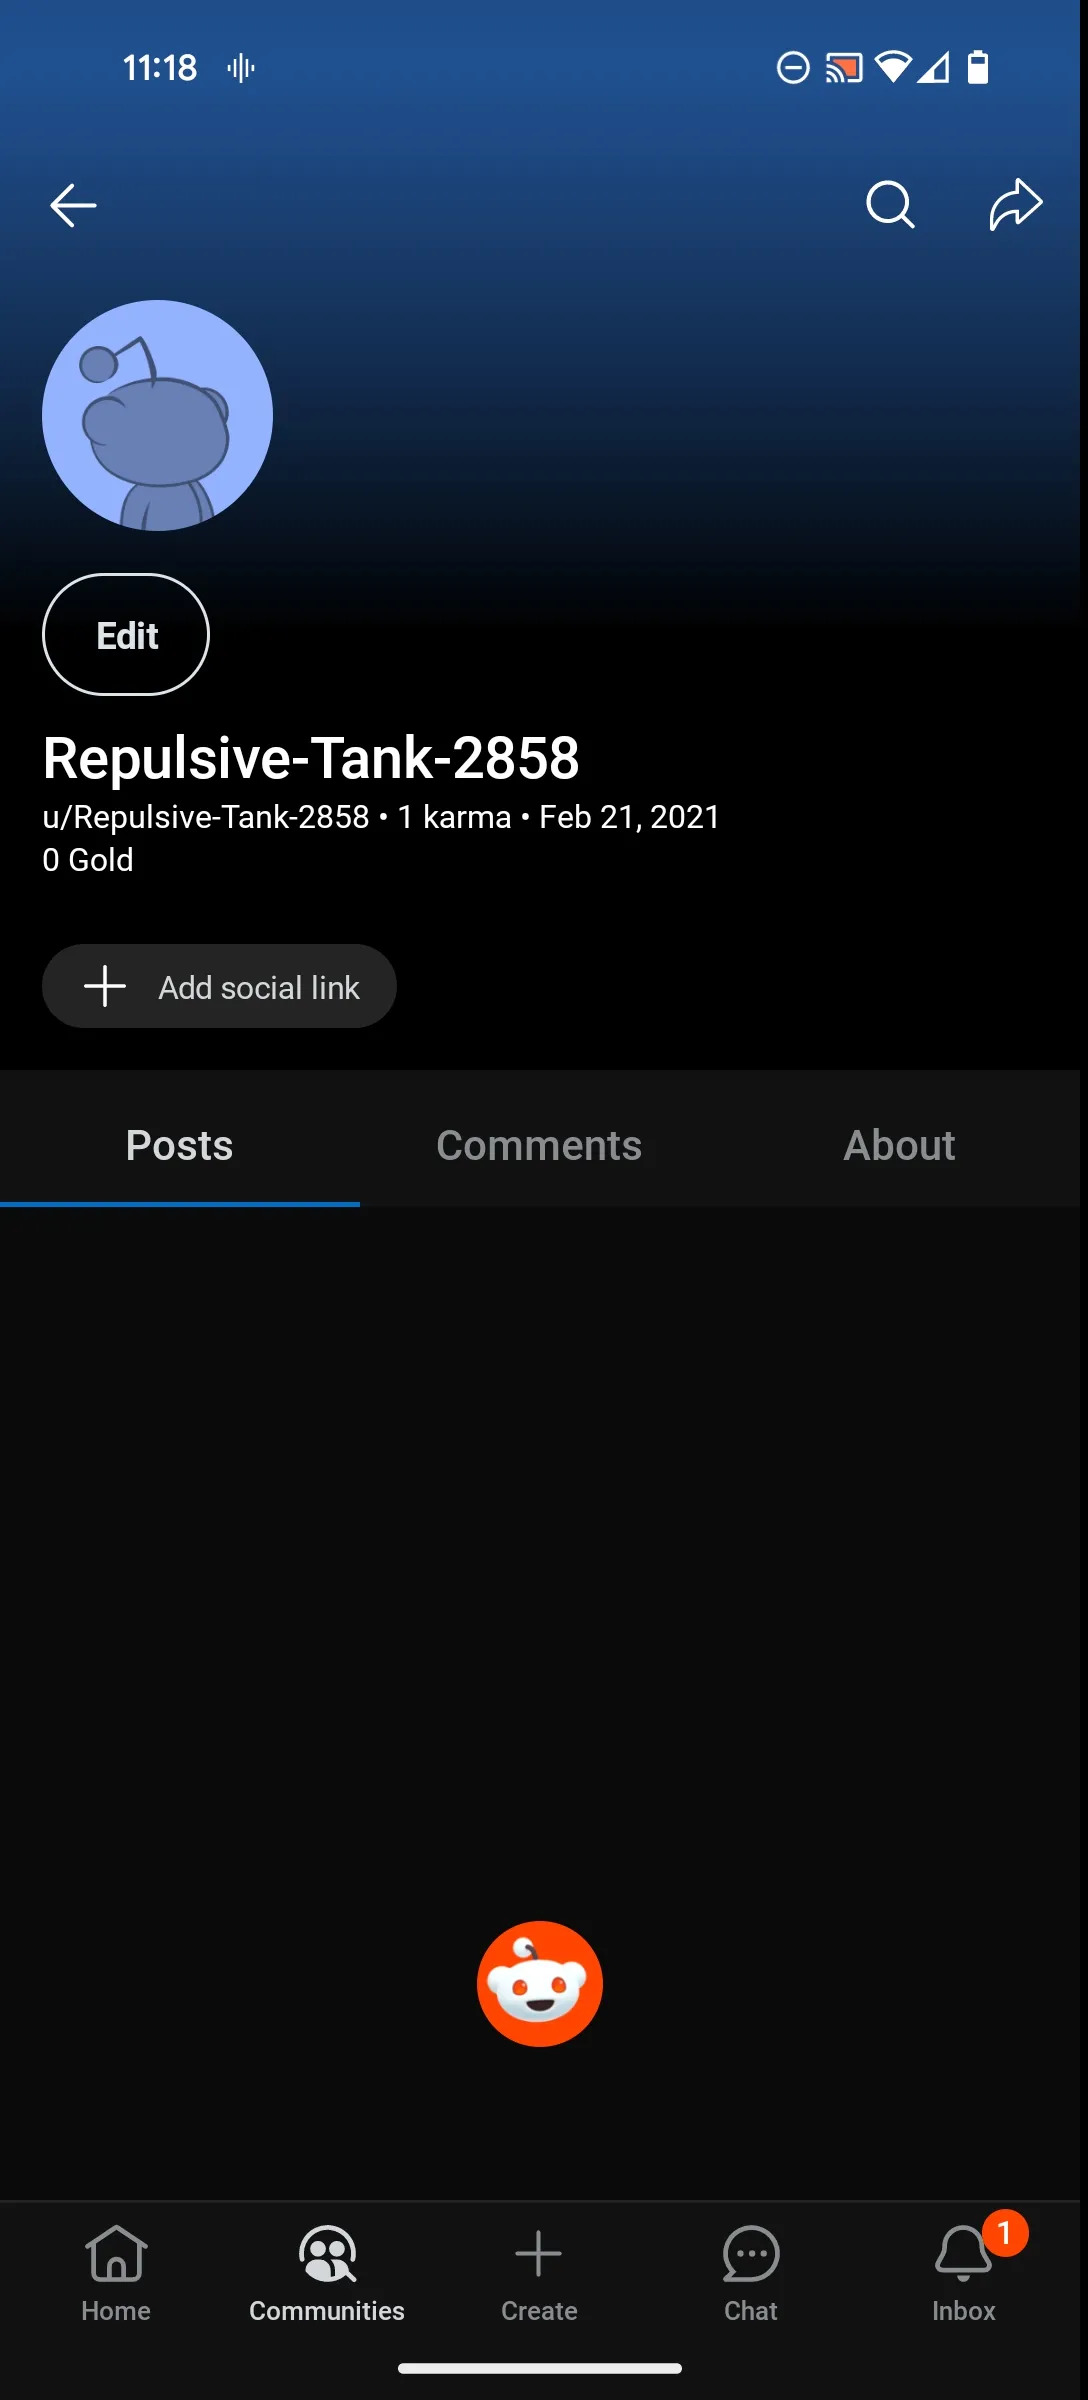 11:18
Edit
Repulsive-Tank-2858
u/Repulsive-Tank-2858 • 1 karma • Feb 21, 2021
0 Gold
Add social link
Posts Comments About
1
Home Communities Create Chat Inbox